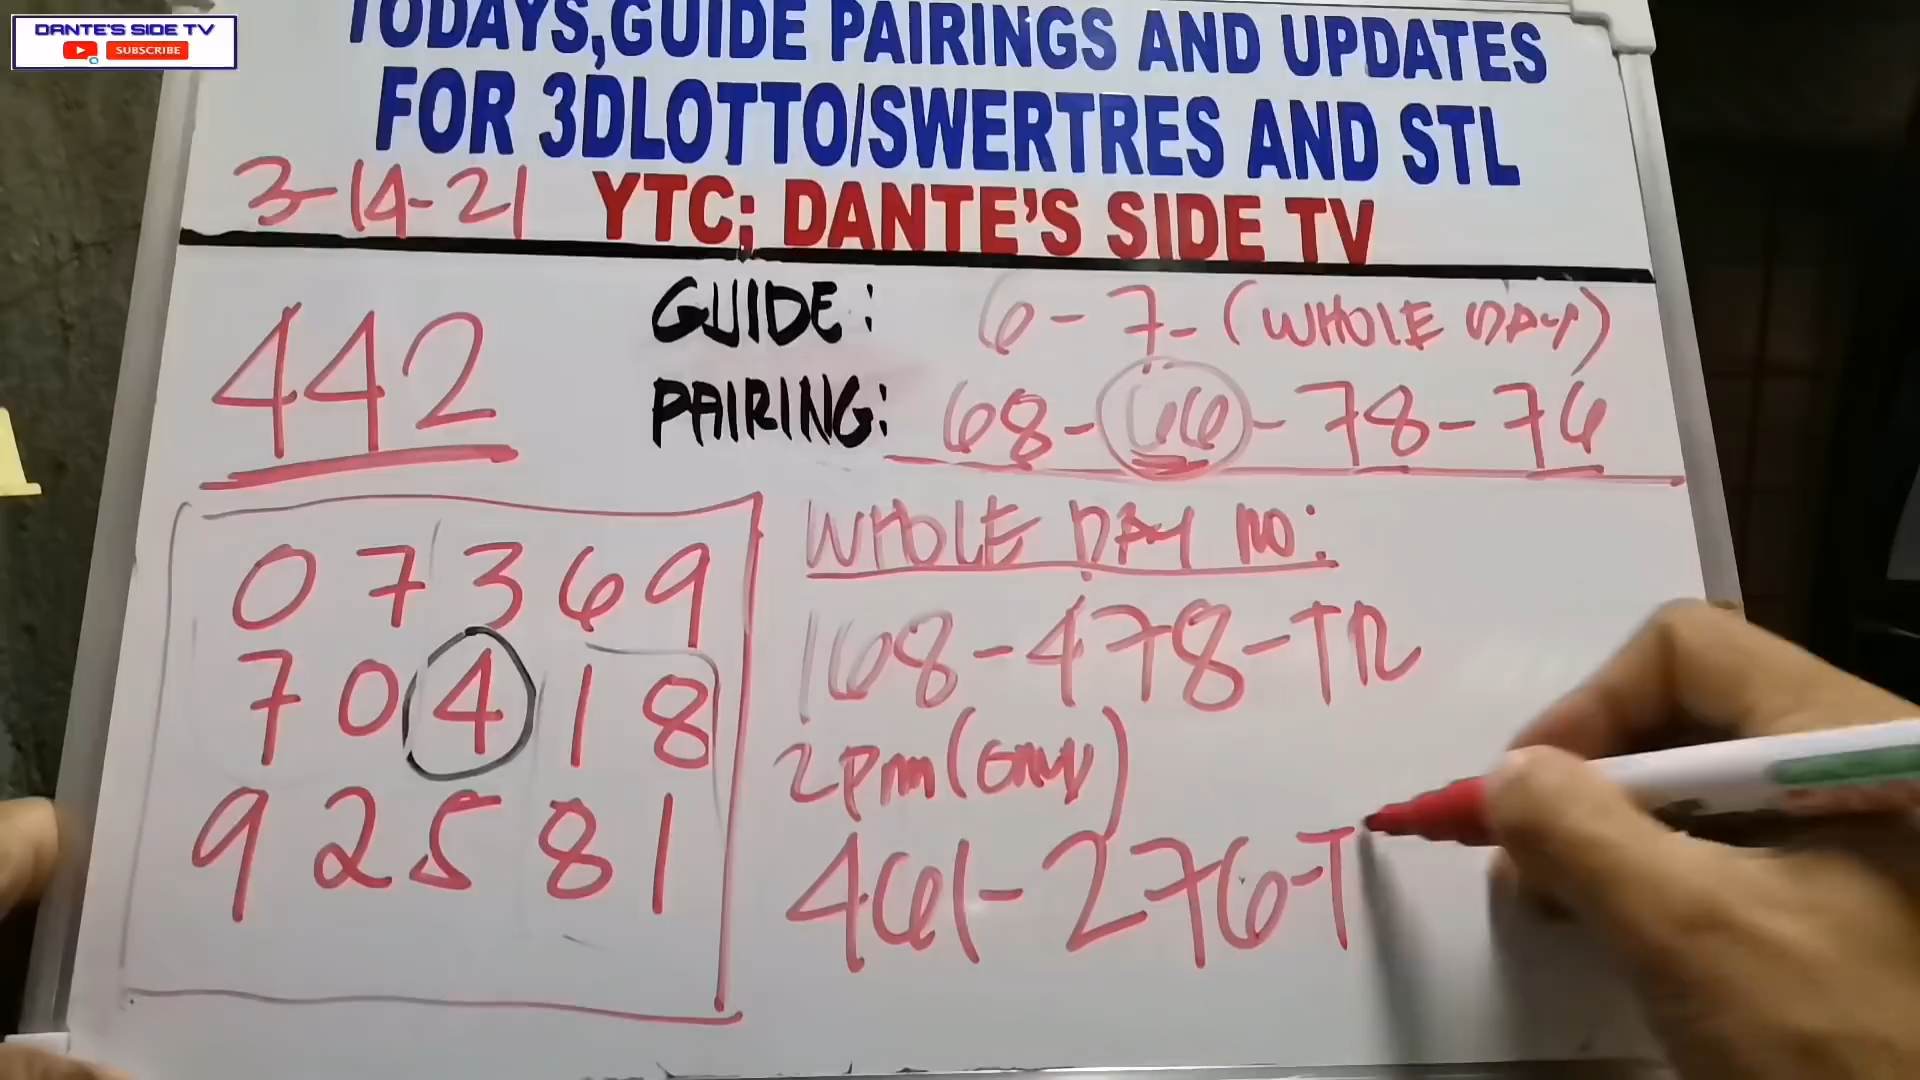 DANTE'S SIDE TV
SUBSCRIBE
TODAYS,GUIDE PAIRINGS AND UPDATES
FOR 3DLOTTO/SWERTRES AND STL
3-14-21 YTC; DANTE'S SIDE TV
442
GUIDE: 6-7-(WHOLE DAY)
PAIRING: 68-66-78-76
0 7 3 6 9
7 0 4 1 8
9 2 5 8 1
WHOLE DAY NO:
168-478-TR
2pm(ONLY)
461-276-T